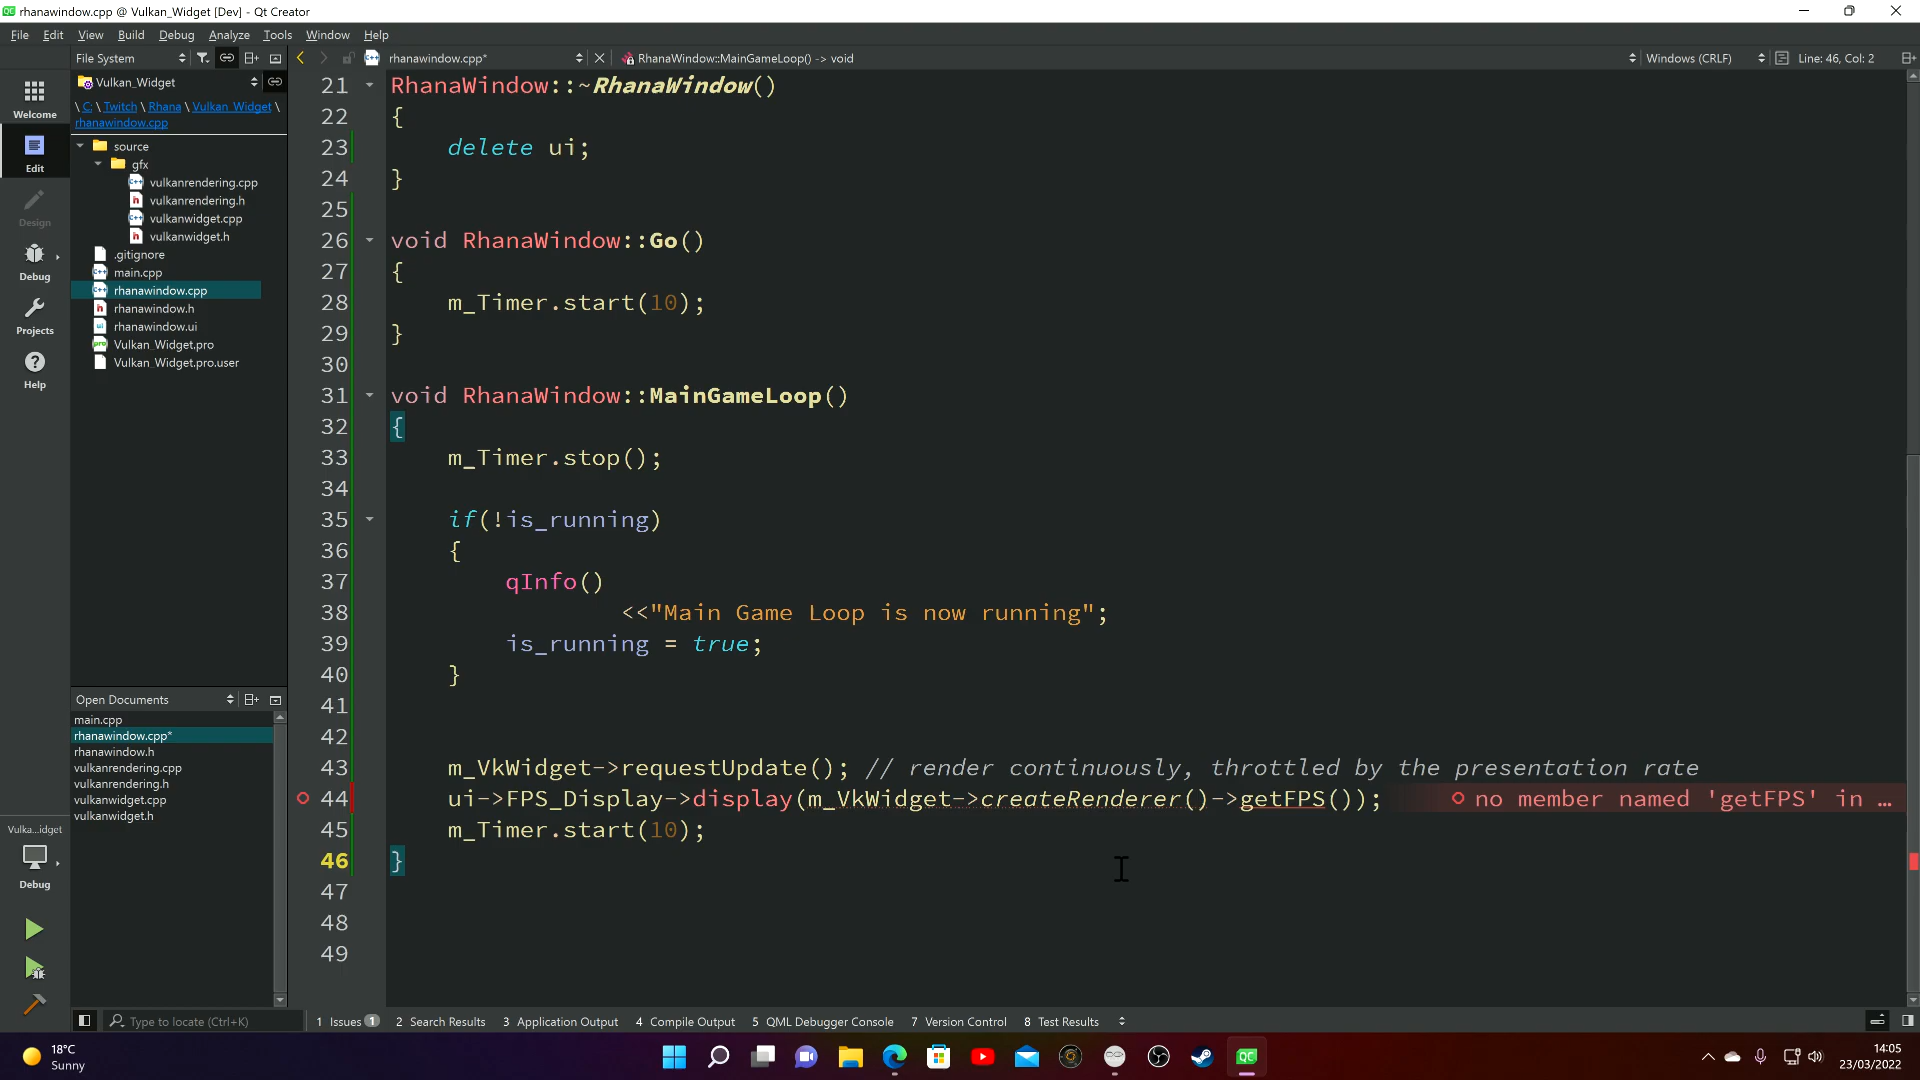 rhanawindow.cpp @ Vulkan_Widget [Dev] - Qt Creator
File Edit View Build Debug Analyze Tools Window Help
File System
rhanawindow.cpp*
RhanaWindow::MainGameLoop() -> void
Windows (CRLF)
Line: 46, Col: 2
Vulkan_Widget
\ C: \ Twitch \ Rhana \ Vulkan_Widget \
rhanawindow.cpp
source
gfx
vulkanrendering.cpp
vulkanrendering.h
vulkanwidget.cpp
vulkanwidget.h
.gitignore
main.cpp
rhanawindow.cpp
rhanawindow.h
rhanawindow.ui
Vulkan_Widget.pro
Vulkan_Widget.pro.user
Welcome
Edit
Design
Debug
Projects
Help
21 RhanaWindow::~RhanaWindow()
22 {
23 delete ui;
24 }
25
26 void RhanaWindow::Go()
27 {
28 m_Timer.start(10);
29 }
30
31 void RhanaWindow::MainGameLoop()
32 {
33 m_Timer.stop();
34
35 if(!is_running)
36 {
37 qInfo()
38 <<"Main Game Loop is now running";
39 is_running = true;
40 }
41
42
43 m_VkWidget->requestUpdate(); // render continuously, throttled by the presentation rate
44 ui->FPS_Display->display(m_VkWidget->createRenderer()->getFPS()); no member named 'getFPS' in …
45 m_Timer.start(10);
46 }
47
48
49
Open Documents
main.cpp
rhanawindow.cpp*
rhanawindow.h
vulkanrendering.cpp
vulkanrendering.h
vulkanwidget.cpp
vulkanwidget.h
Vulka...idget
Debug
Type to locate (Ctrl+K)
1 Issues 1
2 Search Results
3 Application Output
4 Compile Output
5 QML Debugger Console
7 Version Control
8 Test Results
18°C
Sunny
QC
14:05
23/03/2022